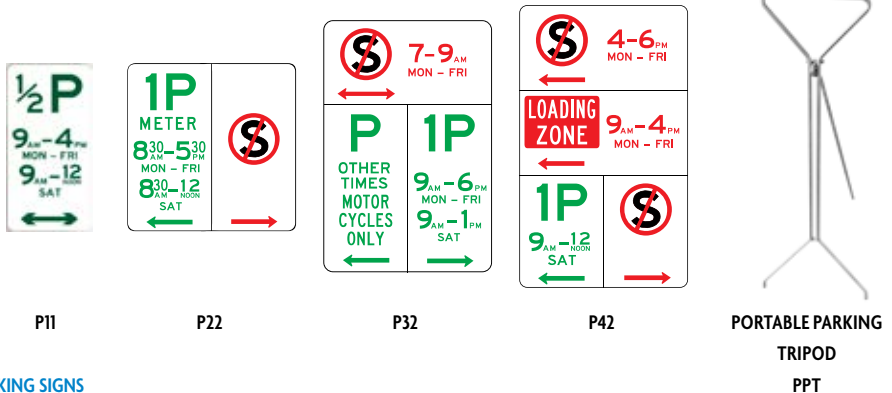 ½ P
9AM-4PM
MON - FRI
9AM-12NOON
SAT
P11
1P
METER
830AM-530PM
MON - FRI
830AM-12NOON
SAT
S
P22
S
7-9AM
MON - FRI
P
OTHER
TIMES
MOTOR
CYCLES
ONLY
1P
9AM-6PM
MON - FRI
9AM-1PM
SAT
P32
S
4-6PM
MON - FRI
LOADING
ZONE
9AM-4PM
MON - FRI
1P
9AM-12NOON
SAT
S
P42
PORTABLE PARKING
TRIPOD
PPT
KING SIGNS